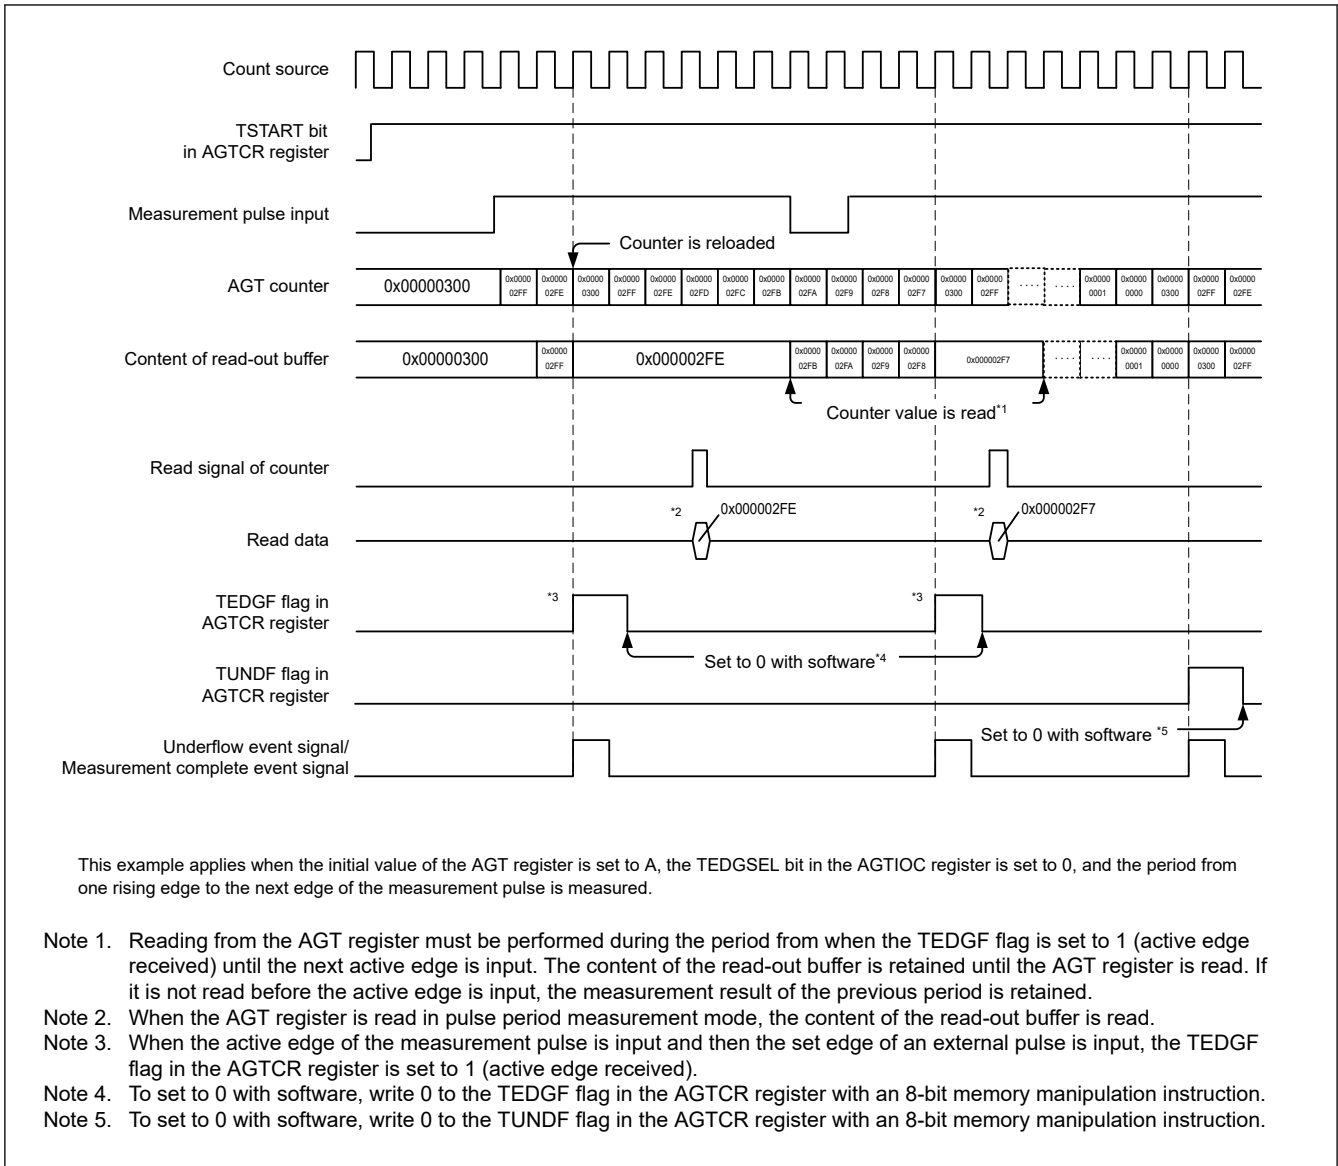 Count source
TSTART bit
in AGTCR register
Measurement pulse input
Counter is reloaded
AGT counter
0x00000300 0x0000 02FF 0x0000 02FE 0x0000 0300 0x0000 02FF 0x0000 02FE 0x0000 02FD 0x0000 02FC 0x0000 02FB 0x0000 02FA 0x0000 02F9 0x0000 02F8 0x0000 02F7 0x0000 0300 0x0000 02FF .... .... 0x0000 0001 0x0000 0000 0x0000 0300 0x0000 02FF 0x0000 02FE
Content of read-out buffer
0x00000300 0x0000 02FF 0x000002FE 0x0000 02FB 0x0000 02FA 0x0000 02F9 0x0000 02F8 0x000002F7 .... .... 0x0000 0001 0x0000 0000 0x0000 0300 0x0000 02FF
Counter value is read*1
Read signal of counter
*2 0x000002FE *2 0x000002F7
Read data
*3 *3
TEDGF flag in
AGTCR register
Set to 0 with software*4
TUNDF flag in
AGTCR register
Set to 0 with software *5
Underflow event signal/
Measurement complete event signal
This example applies when the initial value of the AGT register is set to A, the TEDGSEL bit in the AGTIOC register is set to 0, and the period from
one rising edge to the next edge of the measurement pulse is measured.
Note 1. Reading from the AGT register must be performed during the period from when the TEDGF flag is set to 1 (active edge
received) until the next active edge is input. The content of the read-out buffer is retained until the AGT register is read. If
it is not read before the active edge is input, the measurement result of the previous period is retained.
Note 2. When the AGT register is read in pulse period measurement mode, the content of the read-out buffer is read.
Note 3. When the active edge of the measurement pulse is input and then the set edge of an external pulse is input, the TEDGF
flag in the AGTCR register is set to 1 (active edge received).
Note 4. To set to 0 with software, write 0 to the TEDGF flag in the AGTCR register with an 8-bit memory manipulation instruction.
Note 5. To set to 0 with software, write 0 to the TUNDF flag in the AGTCR register with an 8-bit memory manipulation instruction.